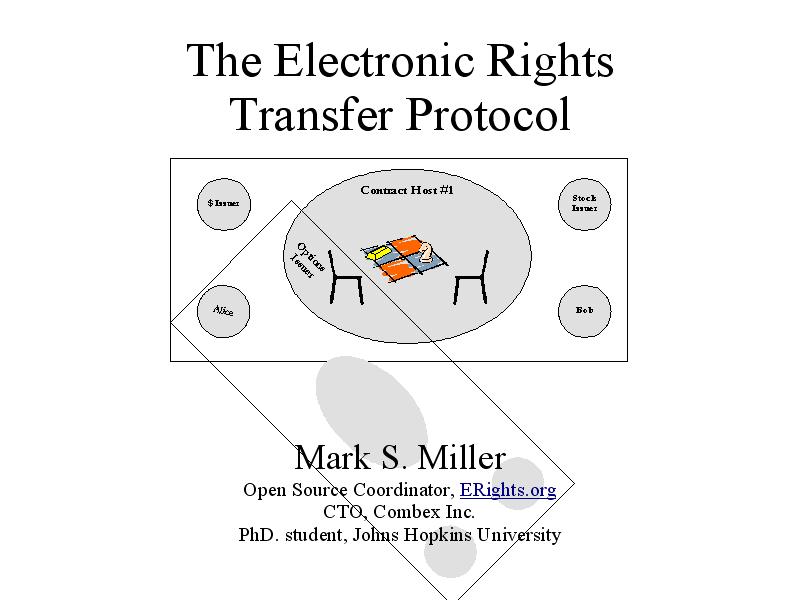 The Electronic Rights
Transfer Protocol
Contract Host #1
$ Issuer
Stock
Issuer
Options
Issuer
Alice
Bob
Mark S. Miller
Open Source Coordinator, ERights.org
CTO, Combex Inc.
PhD. student, Johns Hopkins University